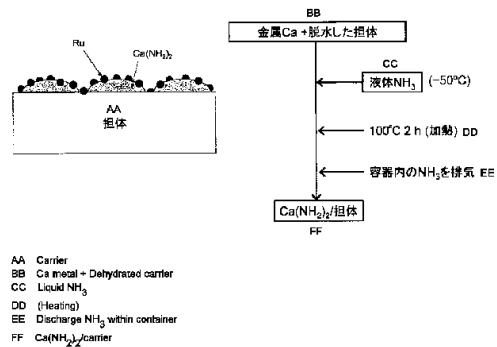 Ru
Ca(NH₂)₂
AA
担体
BB
金属Ca +脱水した担体
CC
液体NH₃ (−50℃)
100℃ 2 h (加熱) DD
容器内のNH₃を排気 EE
Ca(NH₂)₂/担体
FF
AA Carrier
BB Ca metal + Dehydrated carrier
CC Liquid NH₃
DD (Heating)
EE Discharge NH₃ within container
FF Ca(NH₂)₂/carrier